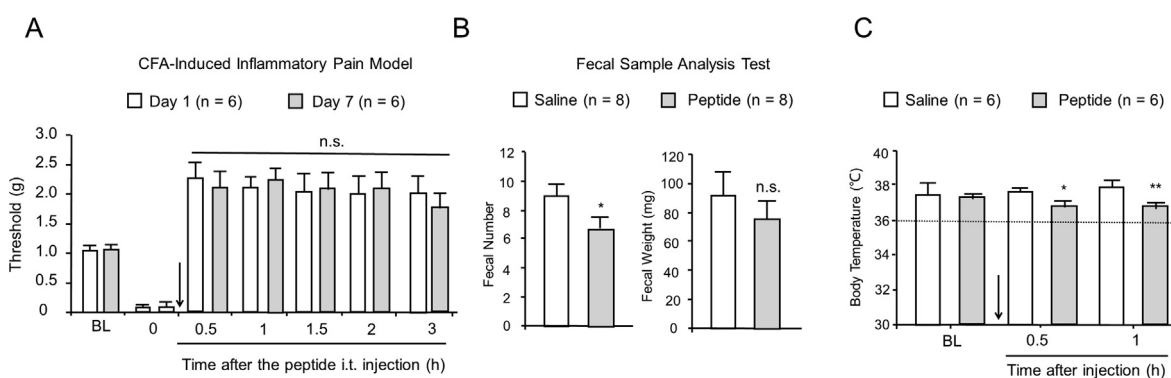 A
CFA-Induced Inflammatory Pain Model
Day 1 (n = 6) Day 7 (n = 6)
n.s.
Threshold (g)
3.0
2.5
2.0
1.5
1.0
0.5
0
BL 0 0.5 1 1.5 2 3
Time after the peptide i.t. injection (h)
B
Fecal Sample Analysis Test
Saline (n = 8) Peptide (n = 8)
Fecal Number
12
10
8
6
4
2
0
*
Fecal Weight (mg)
120
100
80
60
40
20
0
n.s.
C
Saline (n = 6) Peptide (n = 6)
Body Temperature (℃)
40
38
36
34
32
30
* **
BL 0.5 1
Time after injection (h)